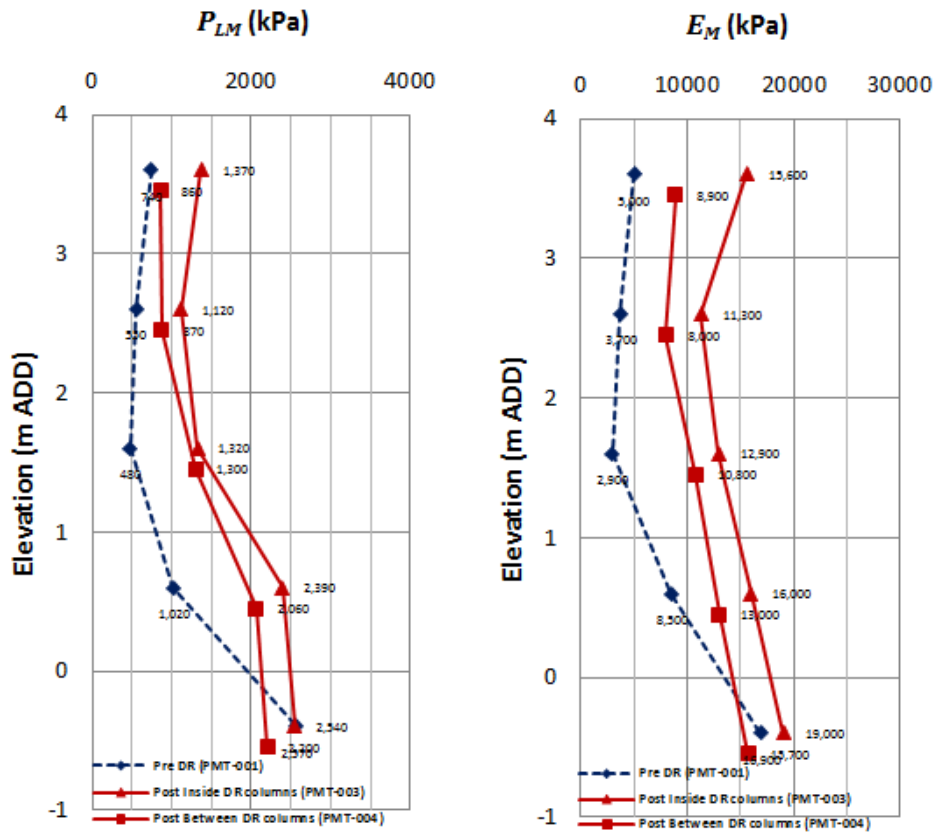 P_LM (kPa)
0 2000 4000
4
3
2
1
0
-1
Elevation (m ADD)
1,370
740 860
1,120
870
1,320
480 1,300
2,390
1,020 2,060
2,540
Pre DR (PMT-001)
Post Inside DR columns (PMT-003)
Post Between DR columns (PMT-004)
E_M (kPa)
0 10000 20000 30000
4
3
2
1
0
-1
Elevation (m ADD)
15,600
5,000 8,900
11,300
3,700 8,000
12,900
2,900 10,800
16,000
8,500 13,000
19,000
15,700
Pre DR (PMT-001)
Post Inside DR columns (PMT-003)
Post Between DR columns (PMT-004)